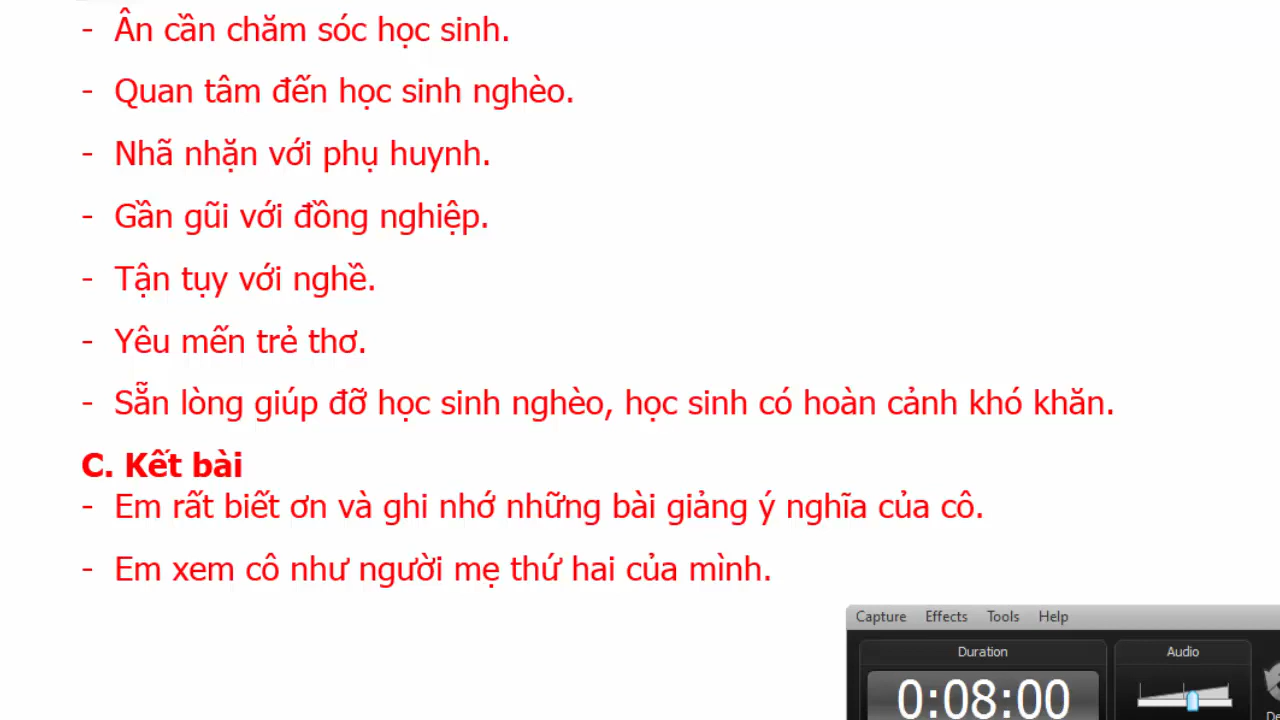 - Ân cần chăm sóc học sinh.
- Quan tâm đến học sinh nghèo.
- Nhã nhặn với phụ huynh.
- Gần gũi với đồng nghiệp.
- Tận tụy với nghề.
- Yêu mến trẻ thơ.
- Sẵn lòng giúp đỡ học sinh nghèo, học sinh có hoàn cảnh khó khăn.
C. Kết bài
- Em rất biết ơn và ghi nhớ những bài giảng ý nghĩa của cô.
- Em xem cô như người mẹ thứ hai của mình.
Capture Effects Tools Help
Duration Audio
0:08:00